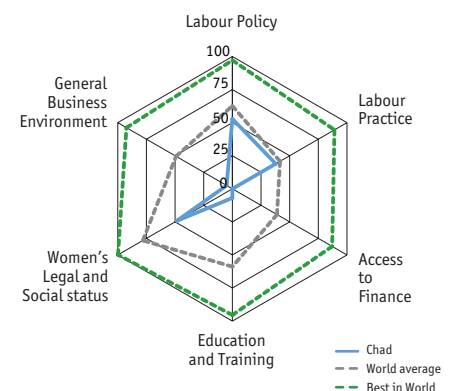 Labour Policy
100
75
50
25
0
General
Business
Environment
Labour
Practice
Women's
Legal and
Social status
Access
to
Finance
Education
and Training
Chad
World average
Best in World